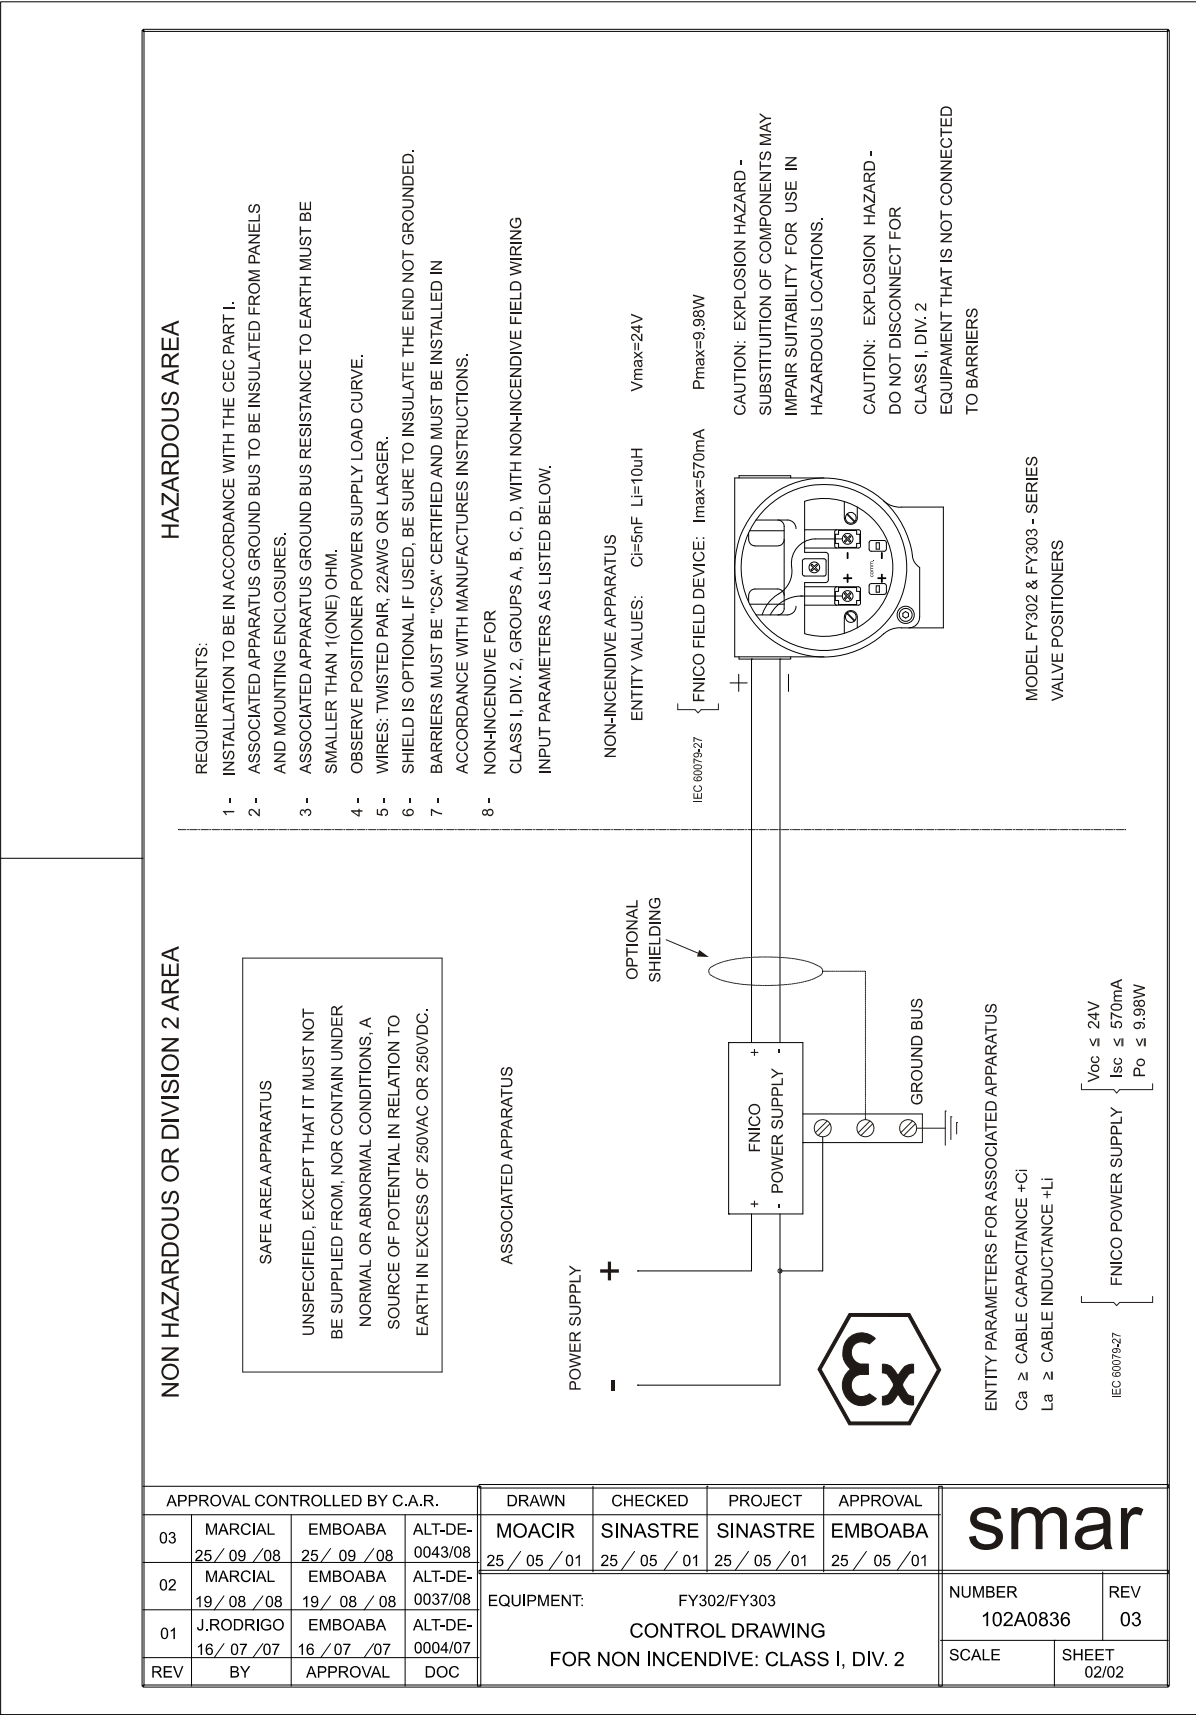 NON HAZARDOUS OR DIVISION 2 AREA
HAZARDOUS AREA
SAFE AREA APPARATUS
UNSPECIFIED, EXCEPT THAT IT MUST NOT
BE SUPPLIED FROM, NOR CONTAIN UNDER
NORMAL OR ABNORMAL CONDITIONS, A
SOURCE OF POTENTIAL IN RELATION TO
EARTH IN EXCESS OF 250VAC OR 250VDC.
REQUIREMENTS:
1 - INSTALLATION TO BE IN ACCORDANCE WITH THE CEC PART I.
2 - ASSOCIATED APPARATUS GROUND BUS TO BE INSULATED FROM PANELS
AND MOUNTING ENCLOSURES.
3 - ASSOCIATED APPARATUS GROUND BUS RESISTANCE TO EARTH MUST BE
SMALLER THAN 1(ONE) OHM.
4 - OBSERVE POSITIONER POWER SUPPLY LOAD CURVE.
5 - WIRES: TWISTED PAIR, 22AWG OR LARGER.
6 - SHIELD IS OPTIONAL IF USED, BE SURE TO INSULATE THE END NOT GROUNDED.
7 - BARRIERS MUST BE "CSA" CERTIFIED AND MUST BE INSTALLED IN
ACCORDANCE WITH MANUFACTURES INSTRUCTIONS.
8 - NON-INCENDIVE FOR
CLASS I, DIV. 2, GROUPS A, B, C, D, WITH NON-INCENDIVE FIELD WIRING
INPUT PARAMETERS AS LISTED BELOW.
ASSOCIATED APPARATUS
POWER SUPPLY
- +
+ +
FNICO
POWER SUPPLY
- -
OPTIONAL
SHIELDING
GROUND BUS
NON-INCENDIVE APPARATUS
ENTITY VALUES: Ci=5nF Li=10uH Vmax=24V
IEC 60079-27 FNICO FIELD DEVICE: Imax=570mA Pmax=9.98W
+
-
+ -
comm.
+ -
CAUTION: EXPLOSION HAZARD -
SUBSTITUITION OF COMPONENTS MAY
IMPAIR SUITABILITY FOR USE IN
HAZARDOUS LOCATIONS.
CAUTION: EXPLOSION HAZARD -
DO NOT DISCONNECT FOR
CLASS I, DIV. 2
EQUIPAMENT THAT IS NOT CONNECTED
TO BARRIERS
MODEL FY302 & FY303 - SERIES
VALVE POSITIONERS
Ex
ENTITY PARAMETERS FOR ASSOCIATED APPARATUS
Ca ≥ CABLE CAPACITANCE +Ci
La ≥ CABLE INDUCTANCE +Li
IEC 60079-27 FNICO POWER SUPPLY
Voc ≤ 24V
Isc ≤ 570mA
Po ≤ 9.98W
APPROVAL CONTROLLED BY C.A.R.
03 MARCIAL EMBOABA ALT-DE-
25/ 09 /08 25/ 09 /08 0043/08
02 MARCIAL EMBOABA ALT-DE-
19/ 08 /08 19/ 08 /08 0037/08
01 J.RODRIGO EMBOABA ALT-DE-
16/ 07 /07 16 /07 /07 0004/07
REV BY APPROVAL DOC
DRAWN CHECKED PROJECT APPROVAL
MOACIR SINASTRE SINASTRE EMBOABA
25 / 05 / 01 25 / 05 / 01 25 / 05 / 01 25 / 05 / 01
EQUIPMENT: FY302/FY303
CONTROL DRAWING
FOR NON INCENDIVE: CLASS I, DIV. 2
smar
NUMBER REV
102A0836 03
SCALE SHEET
02/02